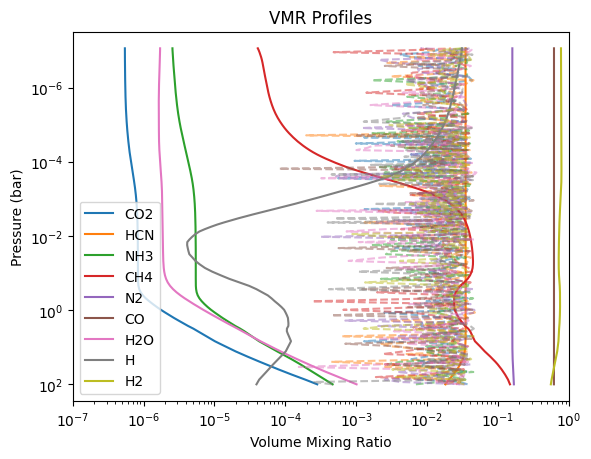 VMR Profiles
Pressure (bar)
10⁻⁶
10⁻⁴
10⁻²
10⁰
10²
CO2
HCN
NH3
CH4
N2
CO
H2O
H
H2
10⁻⁷ 10⁻⁶ 10⁻⁵ 10⁻⁴ 10⁻³ 10⁻² 10⁻¹ 10⁰
Volume Mixing Ratio